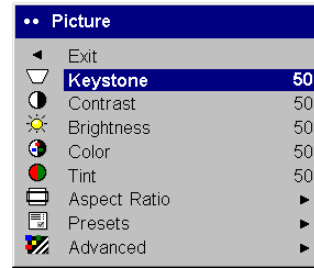 Picture
Exit
Keystone 50
Contrast 50
Brightness 50
Color 50
Tint 50
Aspect Ratio
Presets
Advanced